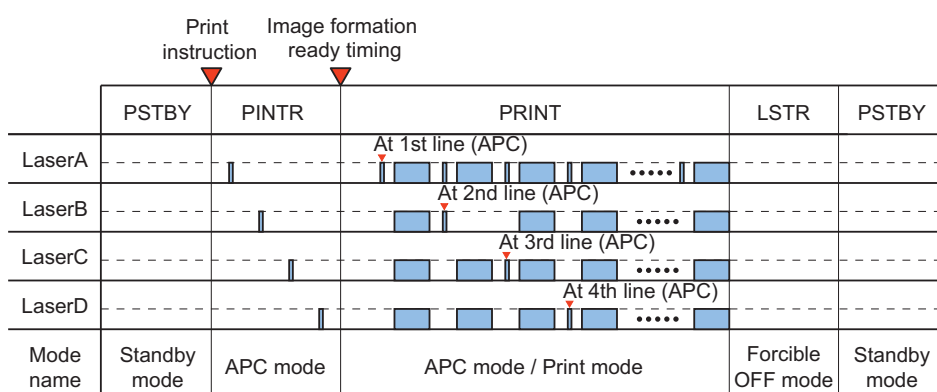 Print
instruction
Image formation
ready timing
PSTBY PINTR PRINT LSTR PSTBY
LaserA
At 1st line (APC)
LaserB
At 2nd line (APC)
LaserC
At 3rd line (APC)
LaserD
At 4th line (APC)
Mode
name
Standby
mode
APC mode
APC mode / Print mode
Forcible
OFF mode
Standby
mode